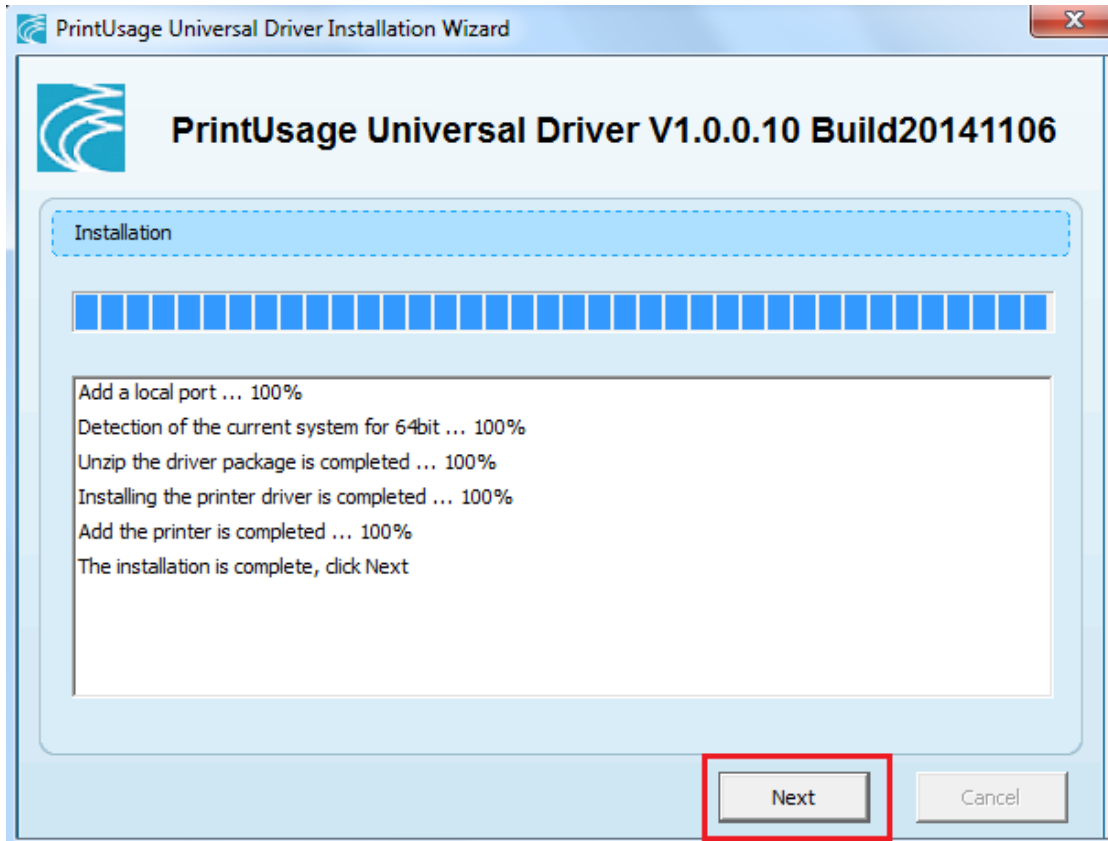 PrintUsage Universal Driver Installation Wizard
PrintUsage Universal Driver V1.0.0.10 Build20141106
Installation
Add a local port ... 100%
Detection of the current system for 64bit ... 100%
Unzip the driver package is completed ... 100%
Installing the printer driver is completed ... 100%
Add the printer is completed ... 100%
The installation is complete, click Next
Next
Cancel